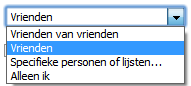 Vrienden
Vrienden van vrienden
Vrienden
Specifieke personen of lijsten...
Alleen ik